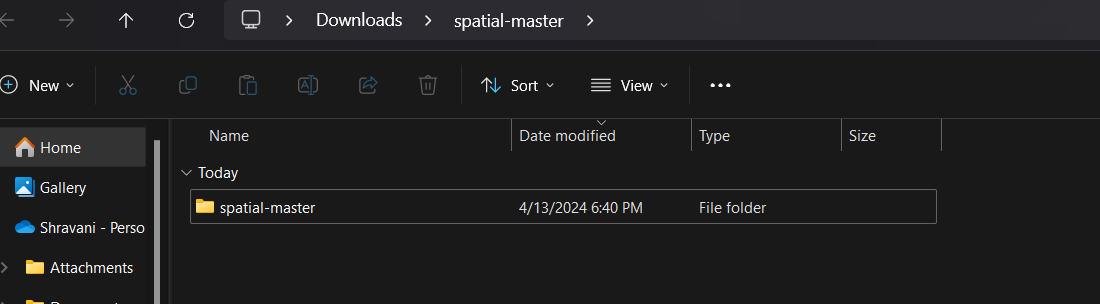 Downloads spatial-master
New Sort View
Name Date modified Type Size
Home
Today
Gallery
spatial-master 4/13/2024 6:40 PM File folder
Shravani - Perso
Attachments